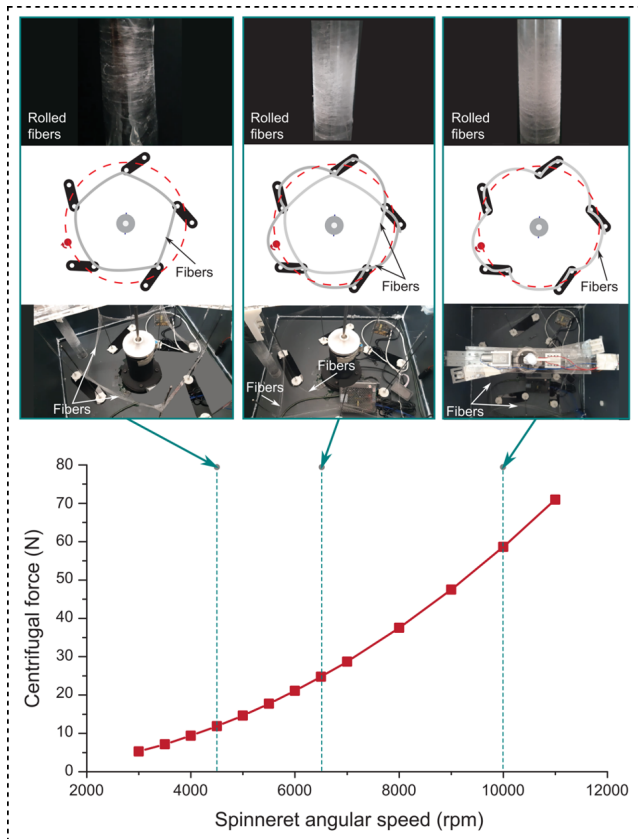 Rolled
fibers
Rolled
fibers
Rolled
fibers
Fibers
Fibers
Fibers
Fibers
Fibers
Fibers
Centrifugal force (N)
80
70
60
50
40
30
20
10
0
2000 4000 6000 8000 10000 12000
Spinneret angular speed (rpm)